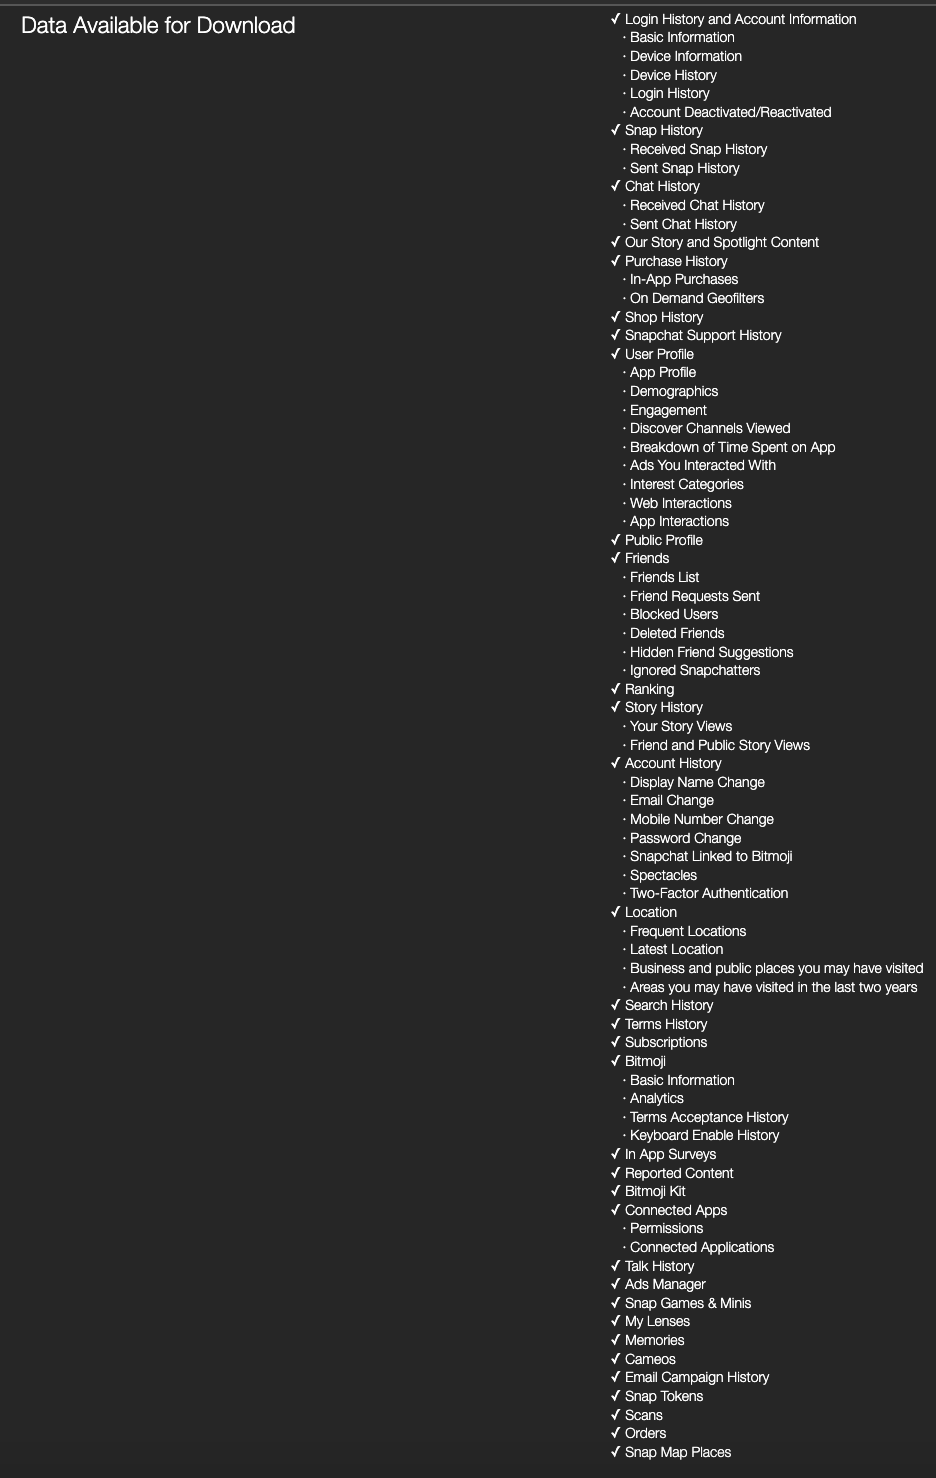 Data Available for Download
✓ Login History and Account Information
· Basic Information
· Device Information
· Device History
· Login History
· Account Deactivated/Reactivated
✓ Snap History
· Received Snap History
· Sent Snap History
✓ Chat History
· Received Chat History
· Sent Chat History
✓ Our Story and Spotlight Content
✓ Purchase History
· In-App Purchases
· On Demand Geofilters
✓ Shop History
✓ Snapchat Support History
✓ User Profile
· App Profile
· Demographics
· Engagement
· Discover Channels Viewed
· Breakdown of Time Spent on App
· Ads You Interacted With
· Interest Categories
· Web Interactions
· App Interactions
✓ Public Profile
✓ Friends
· Friends List
· Friend Requests Sent
· Blocked Users
· Deleted Friends
· Hidden Friend Suggestions
· Ignored Snapchatters
✓ Ranking
✓ Story History
· Your Story Views
· Friend and Public Story Views
✓ Account History
· Display Name Change
· Email Change
· Mobile Number Change
· Password Change
· Snapchat Linked to Bitmoji
· Spectacles
· Two-Factor Authentication
✓ Location
· Frequent Locations
· Latest Location
· Business and public places you may have visited
· Areas you may have visited in the last two years
✓ Search History
✓ Terms History
✓ Subscriptions
✓ Bitmoji
· Basic Information
· Analytics
· Terms Acceptance History
· Keyboard Enable History
✓ In App Surveys
✓ Reported Content
✓ Bitmoji Kit
✓ Connected Apps
· Permissions
· Connected Applications
✓ Talk History
✓ Ads Manager
✓ Snap Games & Minis
✓ My Lenses
✓ Memories
✓ Cameos
✓ Email Campaign History
✓ Snap Tokens
✓ Scans
✓ Orders
✓ Snap Map Places